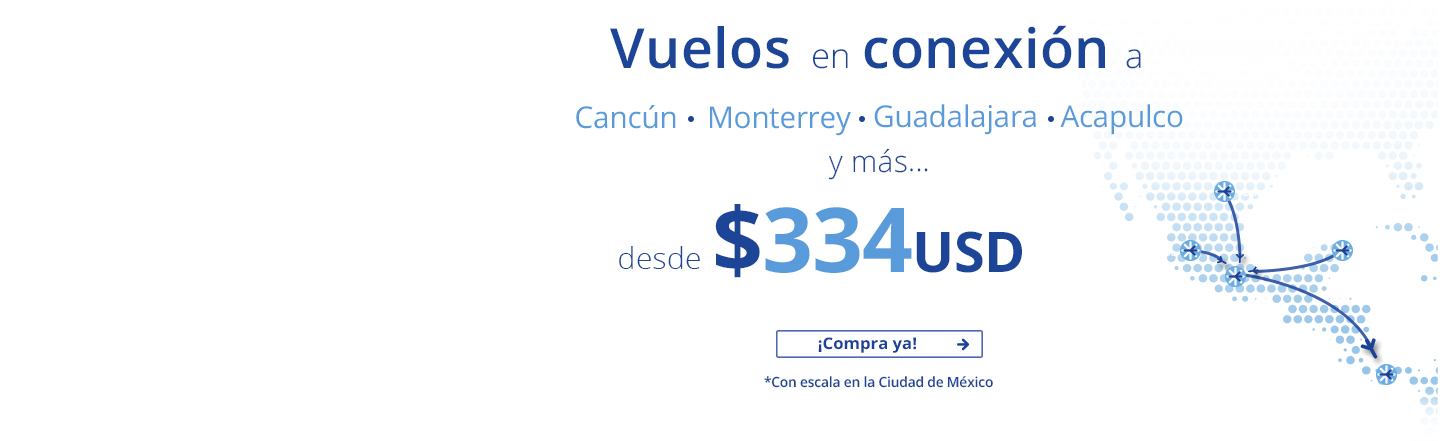 Vuelos en conexión a
Cancún • Monterrey • Guadalajara • Acapulco
y más...
desde $334USD
¡Compra ya! →
*Con escala en la Ciudad de México